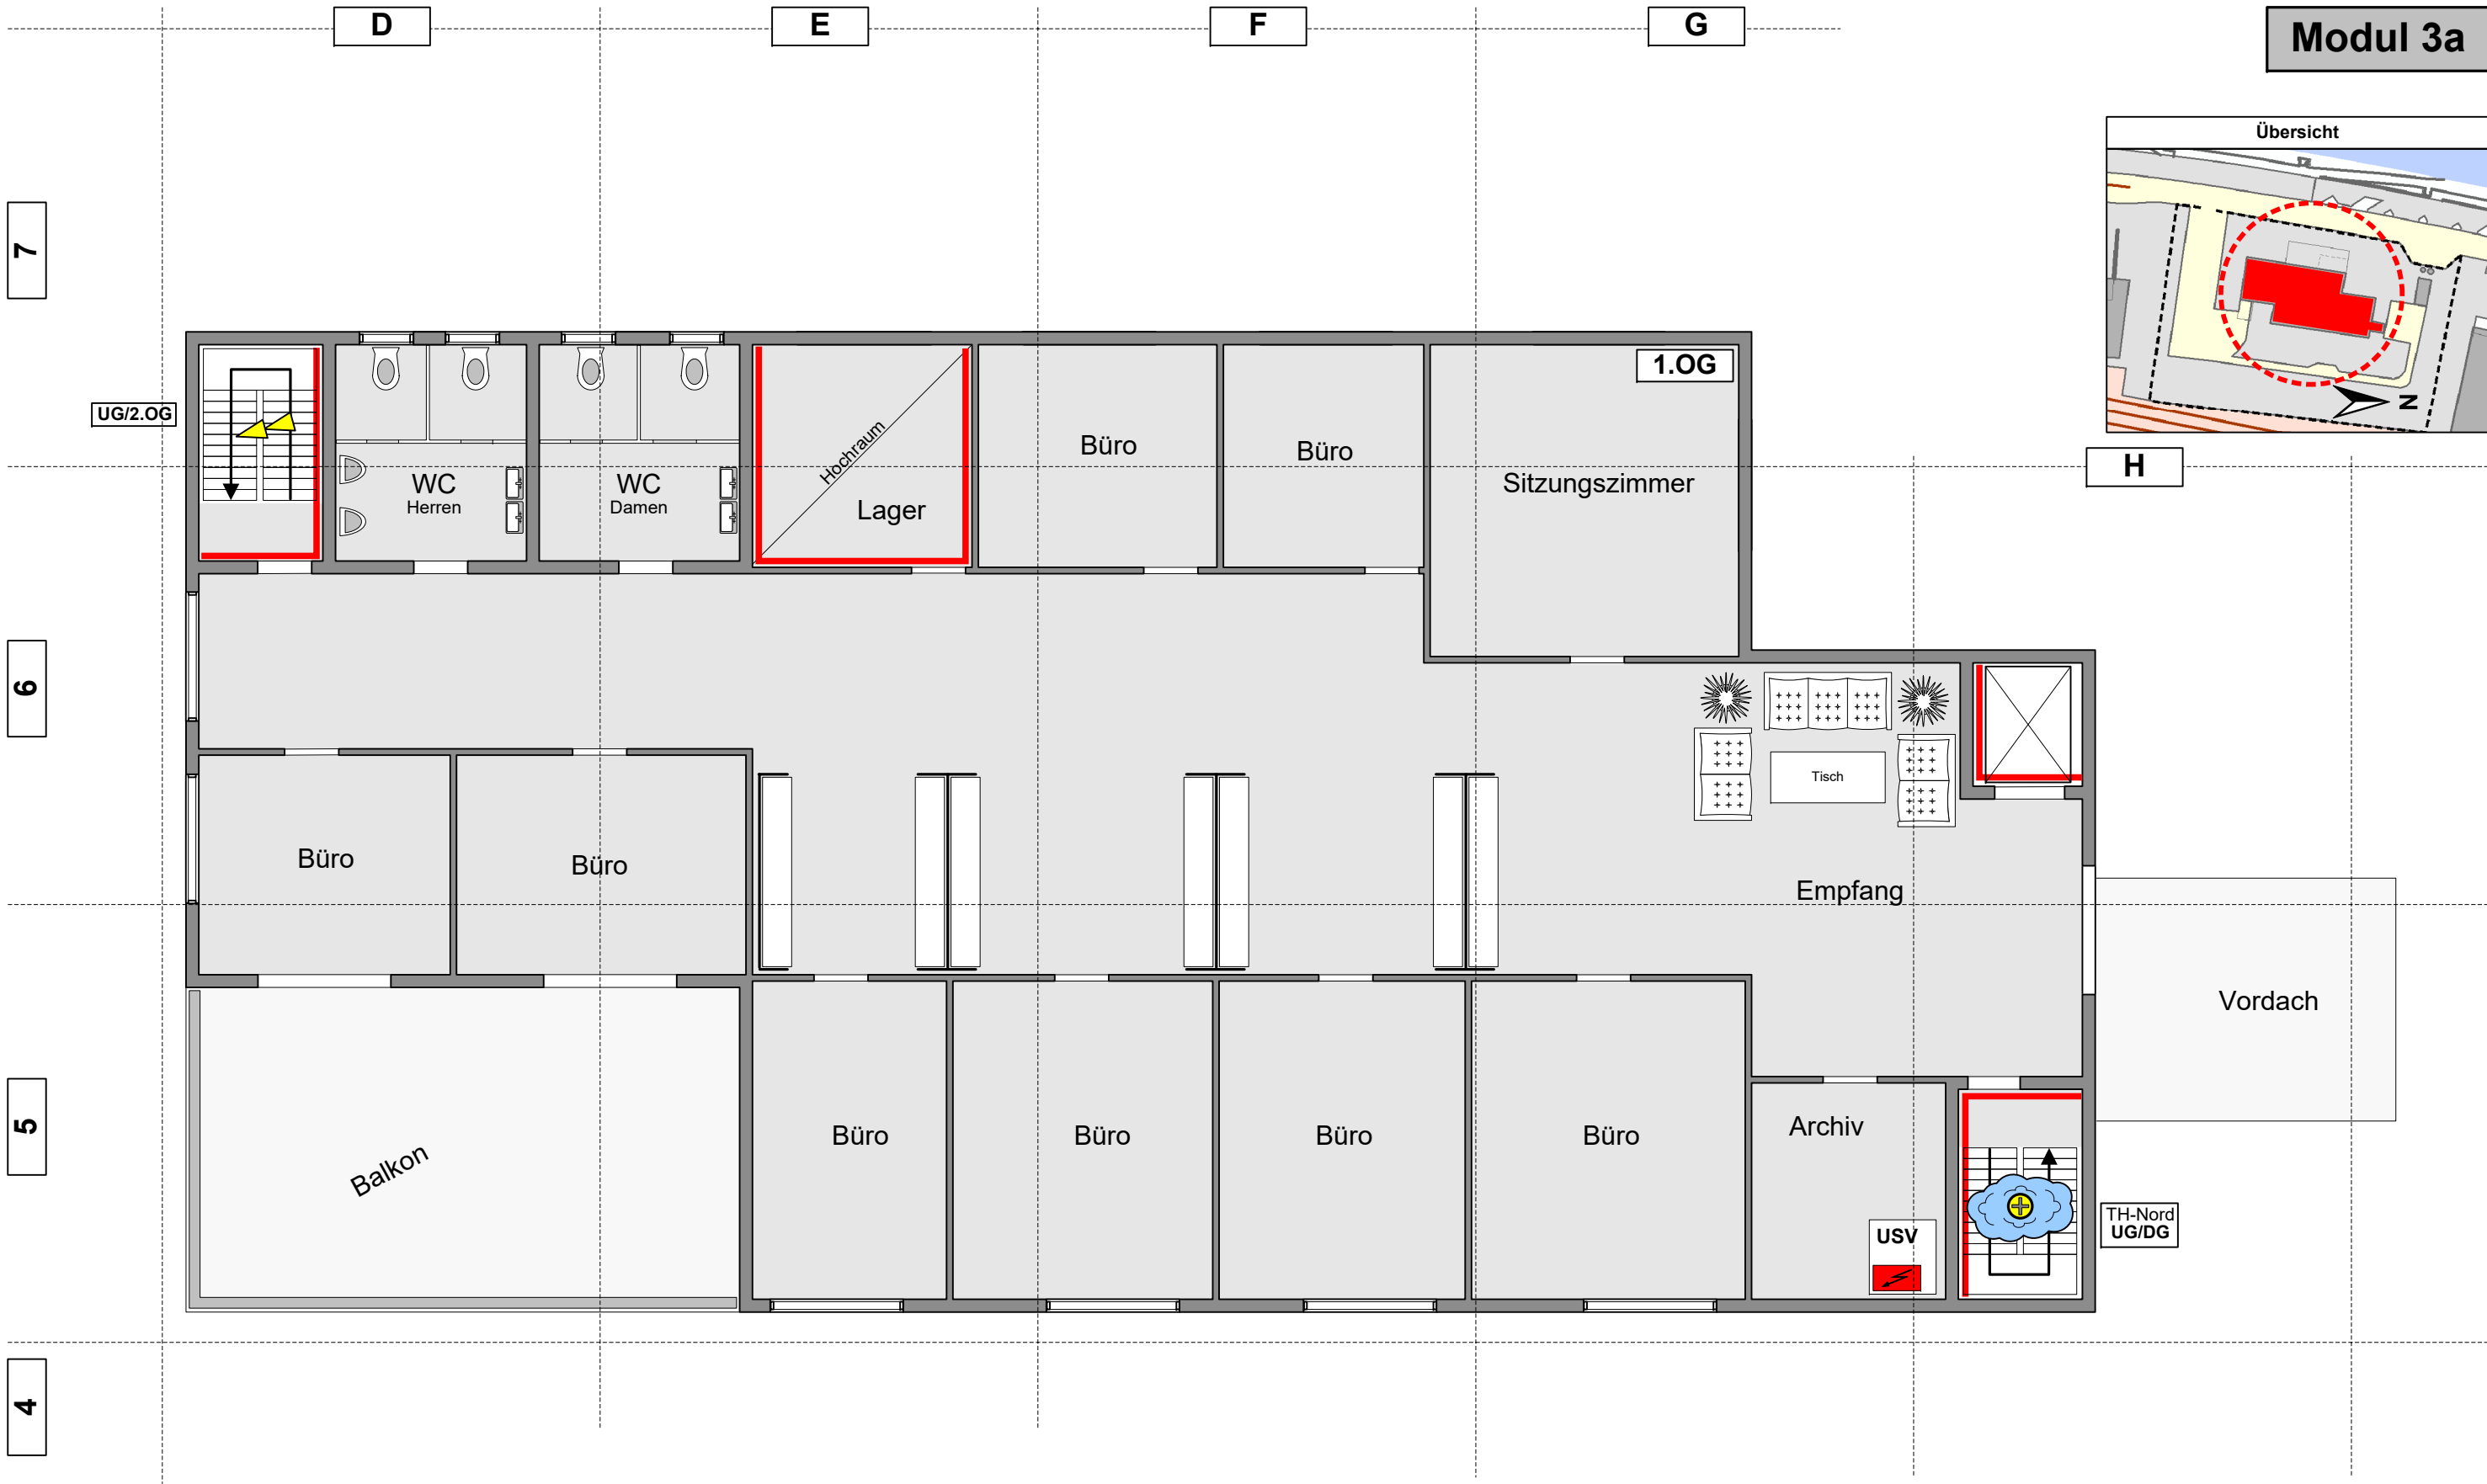 D
E
F
G
Modul 3a
Übersicht
N
7
1.OG
UG/2.OG
Büro
Büro
Hochraum
H
WC
Herren
WC
Damen
Sitzungszimmer
Lager
6
Tisch
Büro
Büro
Empfang
Vordach
5
Büro
Büro
Büro
Büro
Archiv
Balkon
TH-Nord
UG/DG
USV
4